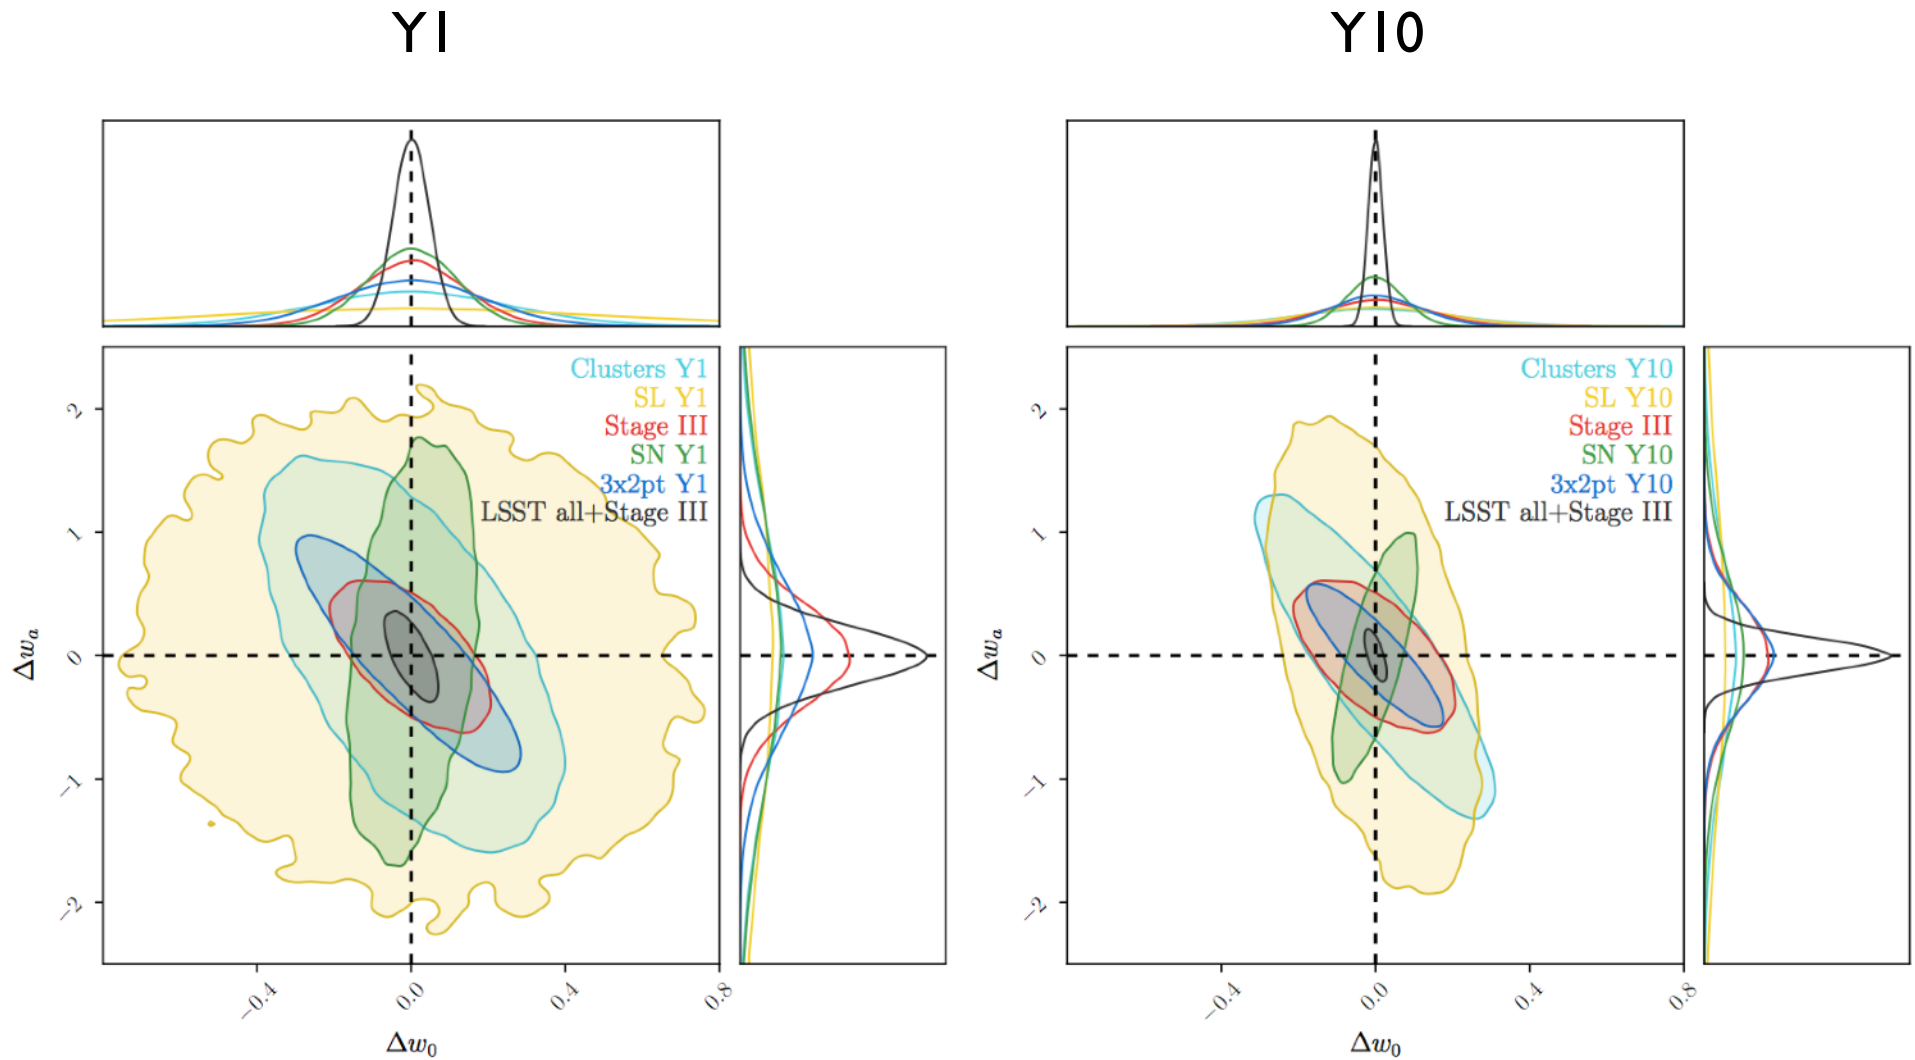 Y1
Y10
Clusters Y1
SL Y1
Stage III
SN Y1
3x2pt Y1
LSST all+Stage III
2
1
0
−1
−2
Δwₐ
−0.4
0.0
0.4
0.8
Δw₀
Clusters Y10
SL Y10
Stage III
SN Y10
3x2pt Y10
LSST all+Stage III
2
1
0
−1
−2
Δwₐ
−0.4
0.0
0.4
0.8
Δw₀